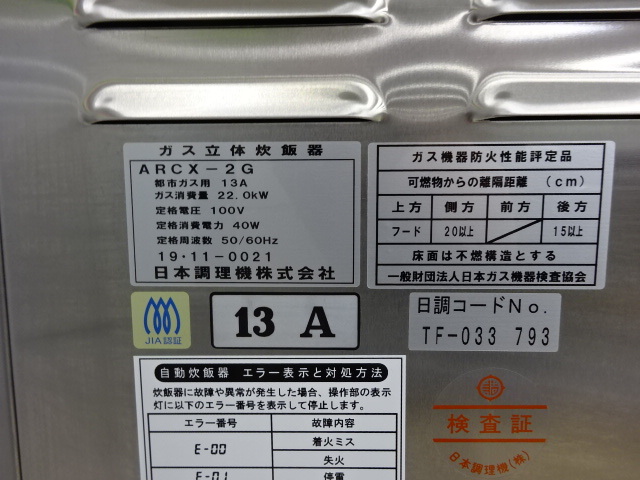 ガス立体炊飯器
ARCX-2G
都市ガス用 13A
ガス消費量 22.0kW
定格電圧 100V
定格消費電力 40W
定格周波数 50/60Hz
19・11-0021
日本調理機株式会社
ガス機器防火性能評定品
可燃物からの離隔距離 (cm)
上方 側方 前方 後方
フード 20以上 15以上
床面は不燃構造とする
一般財団法人日本ガス機器検査協会
JIA認証
13 A
日調コードNo.
TF-033 793
自動炊飯器 エラー表示と対処方法
炊飯器に故障や異常が発生した場合、操作部の表示
灯に以下のエラー番号を表示して停止します。
エラー番号 故障内容
E-00 着火ミス
失火
E-01 停電
検査証
日本調理機(株)